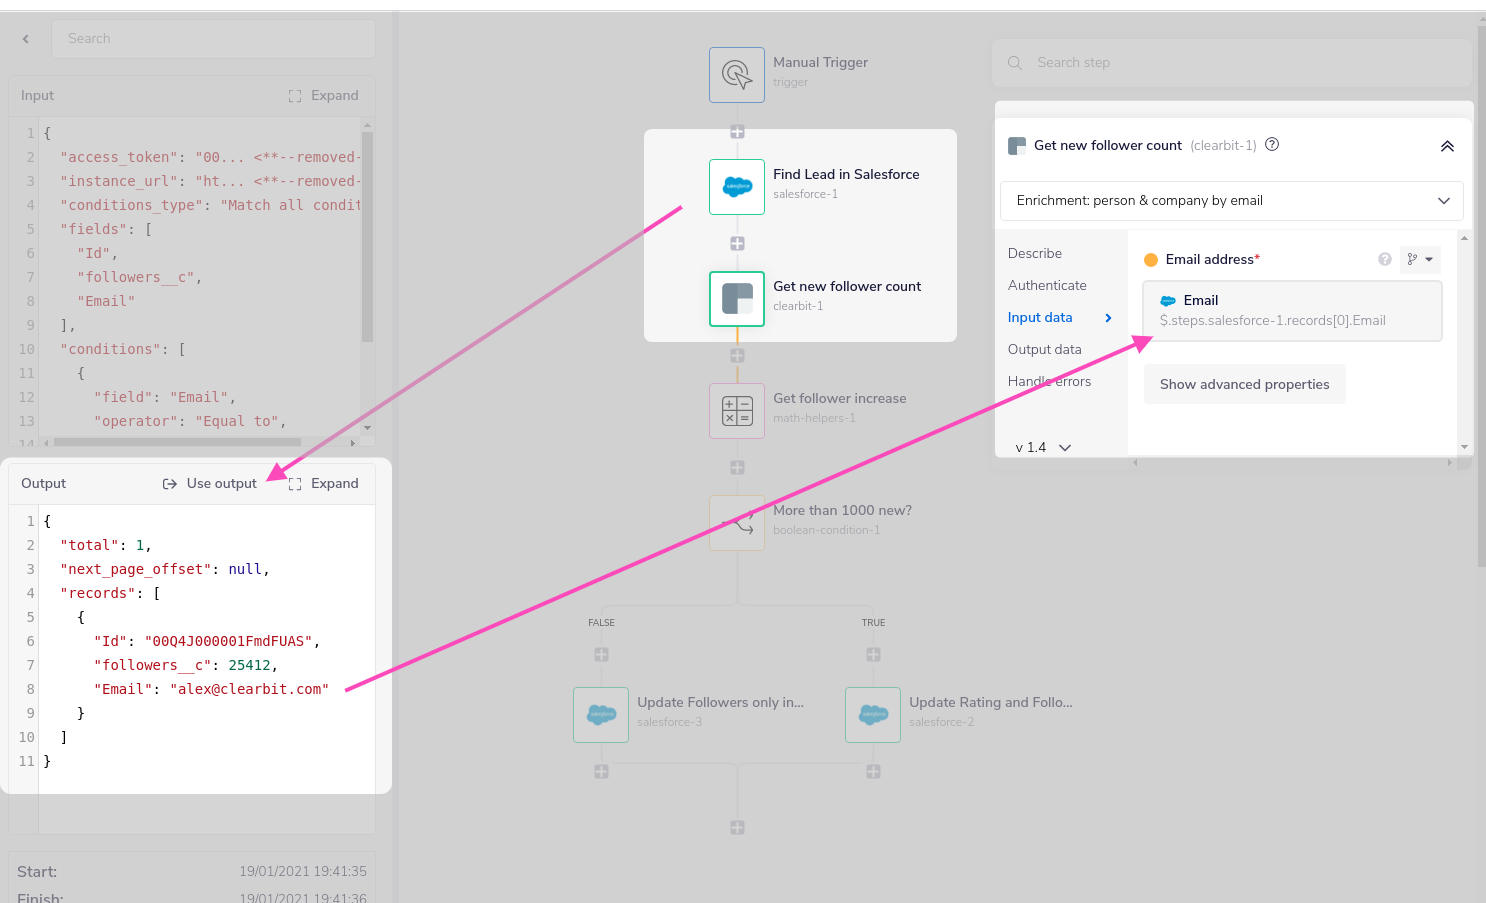 Search
Input
Expand
1 {
2 "access_token": "00... <**--removed-
3 "instance_url": "ht... <**--removed-
4 "conditions_type": "Match all condit
5 "fields": [
6 "Id",
7 "followers__c",
8 "Email"
9 ],
10 "conditions": [
11 {
12 "field": "Email",
13 "operator": "Equal to",
14
Output
Use output
Expand
1 {
2 "total": 1,
3 "next_page_offset": null,
4 "records": [
5 {
6 "Id": "00Q4J000001FmdFUAS",
7 "followers__c": 25412,
8 "Email": "alex@clearbit.com"
9 }
10 ]
11 }
Start: 19/01/2021 19:41:35
Finish: 19/01/2021 19:41:36
Manual Trigger
trigger
salesforce
Find Lead in Salesforce
salesforce-1
Get new follower count
clearbit-1
Get follower increase
math-helpers-1
More than 1000 new?
boolean-condition-1
FALSE
TRUE
salesforce
Update Followers only in...
salesforce-3
salesforce
Update Rating and Follo...
salesforce-2
Search step
Get new follower count (clearbit-1) ?
Enrichment: person & company by email
Describe
Authenticate
Input data
Output data
Handle errors
v 1.4
Email address* ?
Email
$.steps.salesforce-1.records[0].Email
Show advanced properties